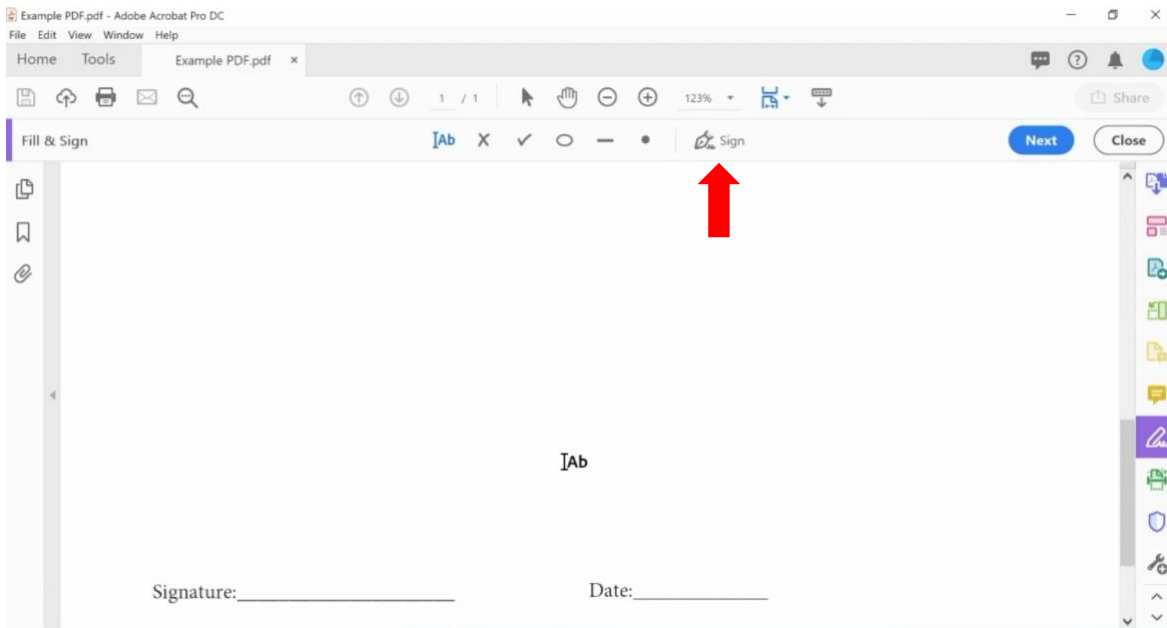 Example PDF.pdf - Adobe Acrobat Pro DC
File Edit View Window Help
Home Tools Example PDF.pdf ×
1 / 1 123% Share
Fill & Sign Ab Sign Next Close
Ab
Signature:____________________ Date:_____________